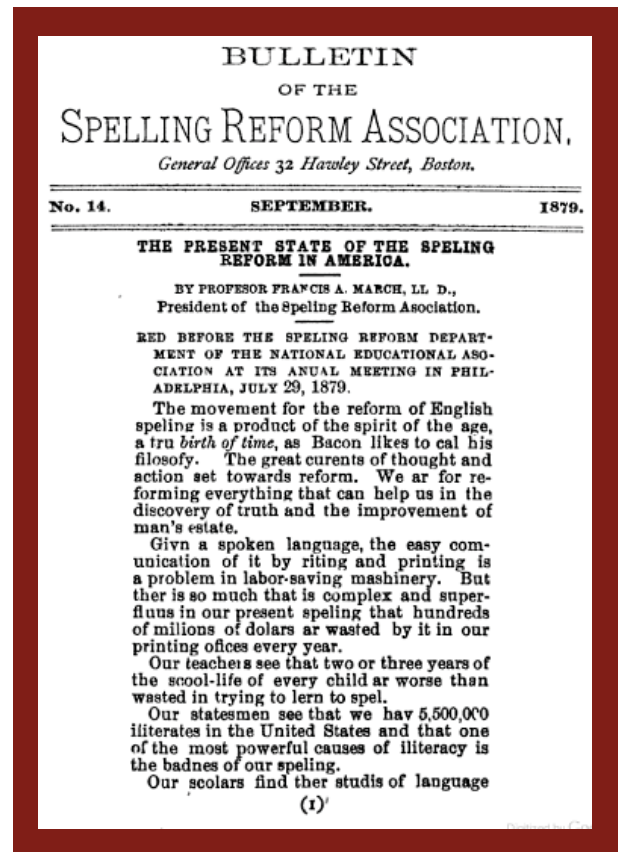 BULLETIN
OF THE
SPELLING REFORM ASSOCIATION.
General Offices 32 Hawley Street, Boston.
No. 14. SEPTEMBER. 1879.
THE PRESENT STATE OF THE SPELING
REFORM IN AMERICA.
BY PROFESOR FRANCIS A. MARCH, LL D.,
President of the Speling Reform Asociation.
RED BEFORE THE SPELING REFORM DEPART-
MENT OF THE NATIONAL EDUCATIONAL ASO-
CIATION AT ITS ANUAL MEETING IN PHIL-
ADELPHIA, JULY 29, 1879.
The movement for the reform of English
speling is a product of the spirit of the age,
a tru birth of time, as Bacon likes to cal his
filosofy. The great curents of thought and
action set towards reform. We ar for re-
forming everything that can help us in the
discovery of truth and the improvement of
man's estate.
Givn a spoken language, the easy com-
unication of it by riting and printing is
a problem in labor-saving mashinery. But
ther is so much that is complex and super-
fluus in our present speling that hundreds
of milions of dolars ar wasted by it in our
printing ofices every year.
Our teachers see that two or three years of
the scool-life of every child ar worse than
wasted in trying to lern to spel.
Our statesmen see that we hav 5,500,000
iliterates in the United States and that one
of the most powerful causes of iliteracy is
the badnes of our speling.
Our scolars find ther studis of language
(1)